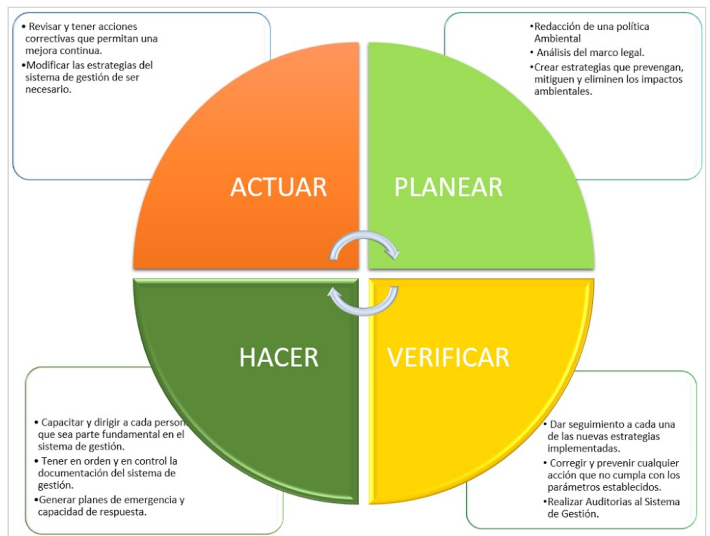 • Revisar y tener acciones
correctivas que permitan una
mejora continua.
•Modificar las estrategias del
sistema de gestión de ser
necesario.
•Redacción de una política
Ambiental
• Análisis del marco legal.
•Crear estrategias que prevengan,
mitiguen y eliminen los impactos
ambientales.
ACTUAR
PLANEAR
HACER
VERIFICAR
• Capacitar y dirigir a cada person
que sea parte fundamental en el
sistema de gestión.
• Tener en orden y en control la
documentación del sistema de
gestión.
•Generar planes de emergencia y
capacidad de respuesta.
• Dar seguimiento a cada una
de las nuevas estrategias
implementadas.
• Corregir y prevenir cualquier
acción que no cumpla con los
parámetros establecidos.
•Realizar Auditorias al Sistema
de Gestión.